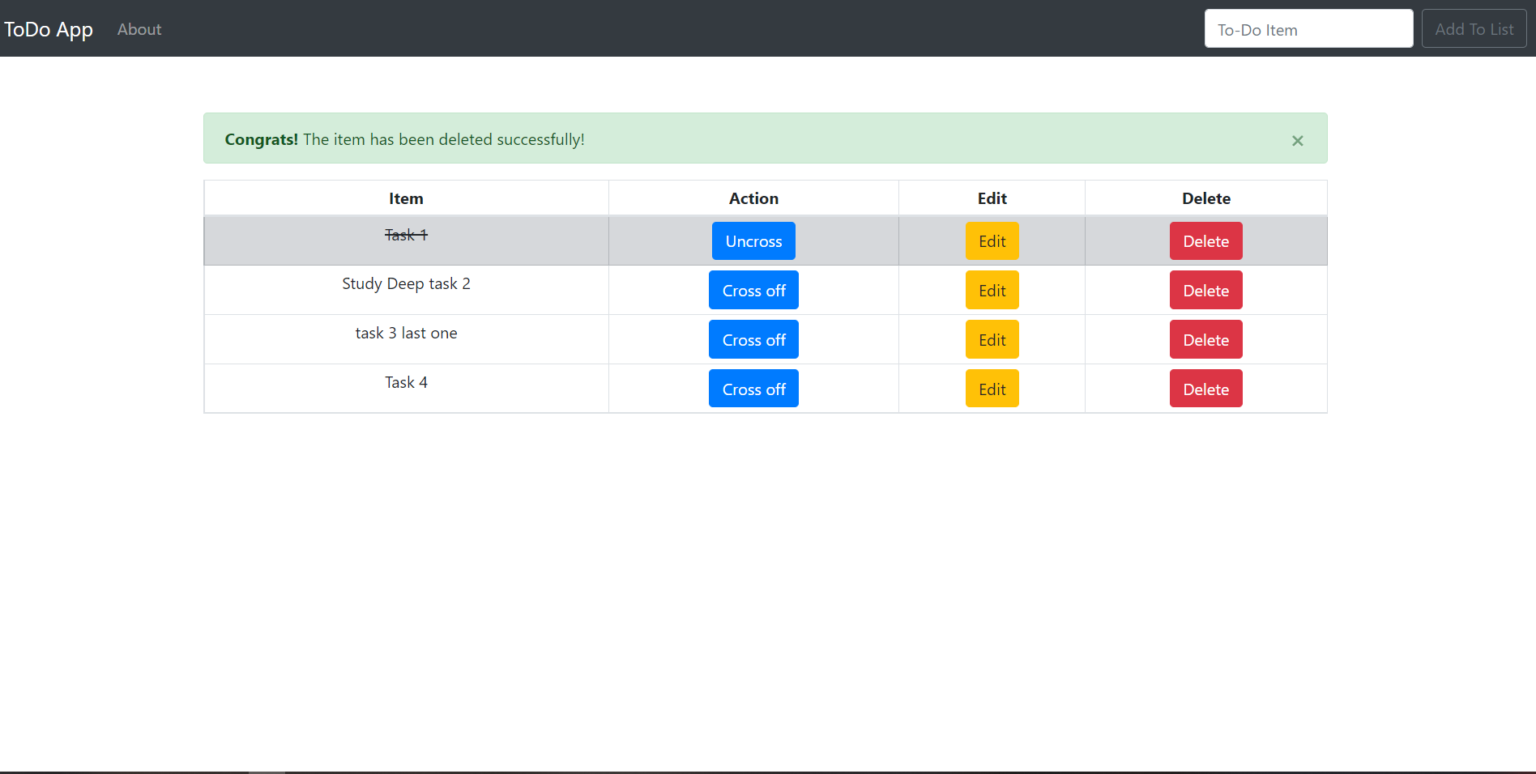 ToDo App About To-Do Item Add To List
Congrats! The item has been deleted successfully! ×
Item Action Edit Delete
Task 1 Uncross Edit Delete
Study Deep task 2 Cross off Edit Delete
task 3 last one Cross off Edit Delete
Task 4 Cross off Edit Delete